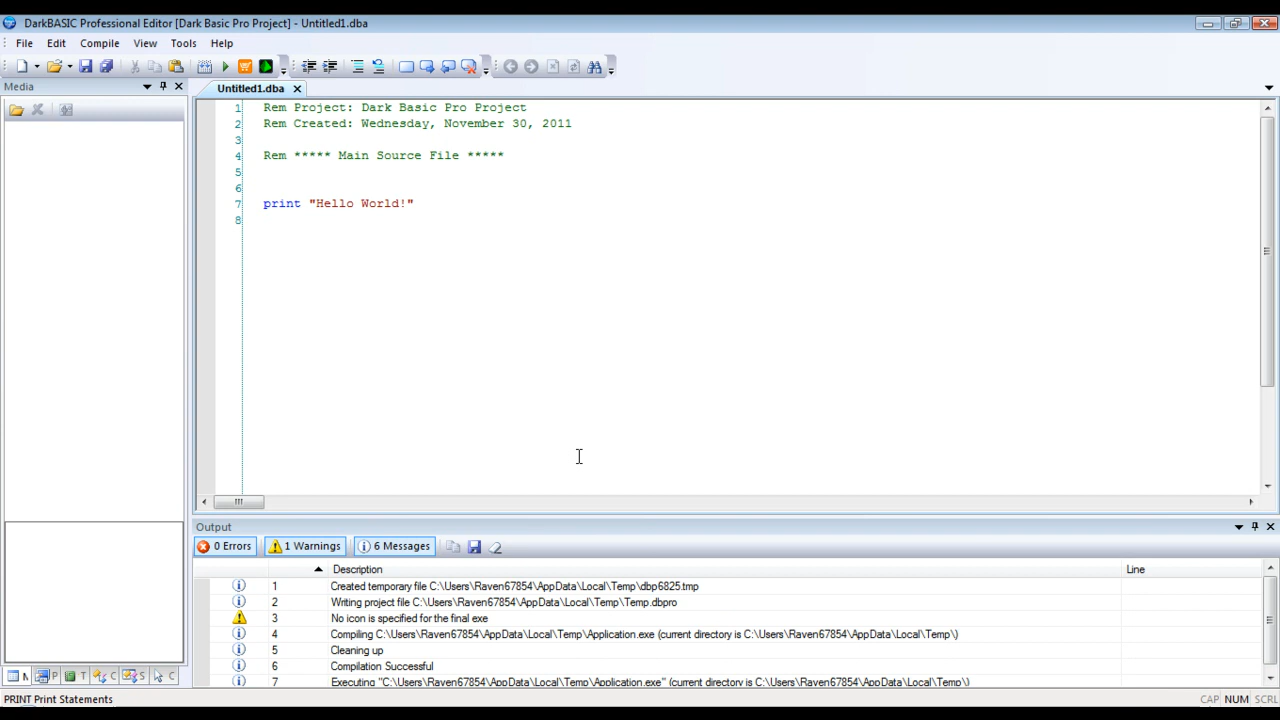 DarkBASIC Professional Editor [Dark Basic Pro Project] - Untitled1.dba
File Edit Compile View Tools Help
Media
Untitled1.dba
1 Rem Project: Dark Basic Pro Project
2 Rem Created: Wednesday, November 30, 2011
3
4 Rem ***** Main Source File *****
5
6
7 print "Hello World!"
8
Output
0 Errors 1 Warnings 6 Messages
Description Line
1 Created temporary file C:\Users\Raven67854\AppData\Local\Temp\dbp6825.tmp
2 Writing project file C:\Users\Raven67854\AppData\Local\Temp\Temp.dbpro
3 No icon is specified for the final exe
4 Compiling C:\Users\Raven67854\AppData\Local\Temp\Application.exe (current directory is C:\Users\Raven67854\AppData\Local\Temp\)
5 Cleaning up
6 Compilation Successful
7 Executing "C:\Users\Raven67854\AppData\Local\Temp\Application.exe" (current directory is C:\Users\Raven67854\AppData\Local\Temp\)
P T C S C
PRINT Print Statements CAP NUM SCRL